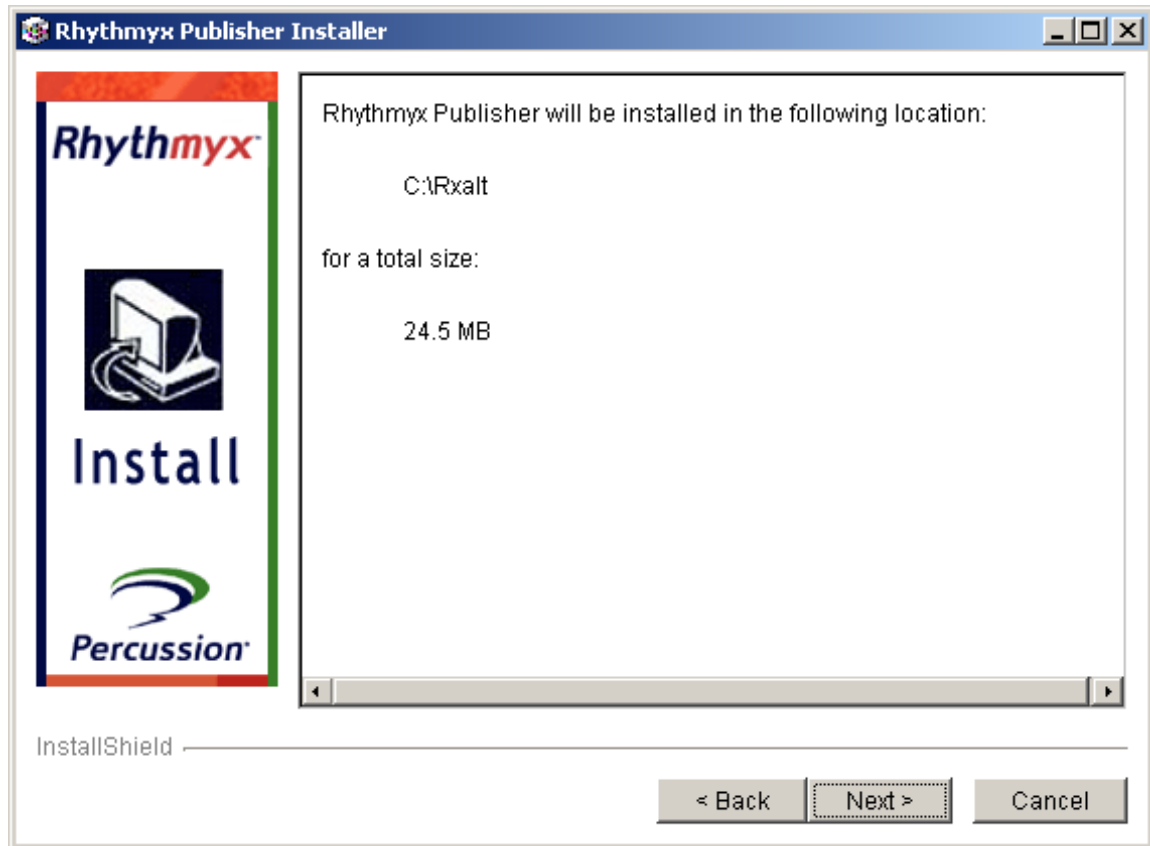 Rhythmyx Publisher Installer
Rhythmyx
Install
Percussion
Rhythmyx Publisher will be installed in the following location:
C:\Rxalt
for a total size:
24.5 MB
InstallShield
< Back
Next >
Cancel